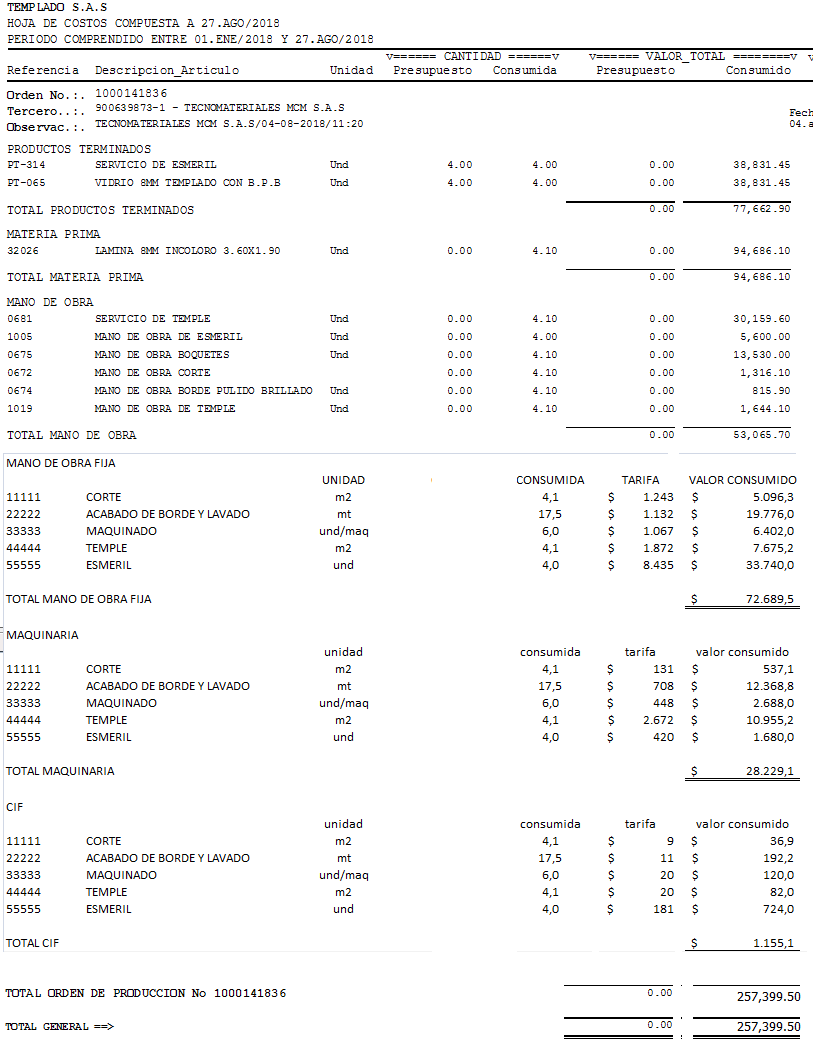 TEMPLADO S.A.S
HOJA DE COSTOS COMPUESTA A 27.AGO/2018
PERIODO COMPRENDIDO ENTRE 01.ENE/2018 Y 27.AGO/2018
v====== CANTIDAD ======v v====== VALOR_TOTAL ========v v
Referencia Descripcion_Articulo Unidad Presupuesto Consumida Presupuesto Consumido
Orden No.:. 1000141836
Tercero..:. 900639873-1 - TECNOMATERIALES MCM S.A.S Fech
Observac.:. TECNOMATERIALES MCM S.A.S/04-08-2018/11:20 04.a
PRODUCTOS TERMINADOS
PT-314 SERVICIO DE ESMERIL Und 4.00 4.00 0.00 38,831.45
PT-065 VIDRIO 8MM TEMPLADO CON B.P.B Und 4.00 4.00 0.00 38,831.45
TOTAL PRODUCTOS TERMINADOS 0.00 77,662.90
MATERIA PRIMA
32026 LAMINA 8MM INCOLORO 3.60X1.90 Und 0.00 4.10 0.00 94,686.10
TOTAL MATERIA PRIMA 0.00 94,686.10
MANO DE OBRA
0681 SERVICIO DE TEMPLE Und 0.00 4.10 0.00 30,159.60
1005 MANO DE OBRA DE ESMERIL Und 0.00 4.00 0.00 5,600.00
0675 MANO DE OBRA BOQUETES Und 0.00 4.10 0.00 13,530.00
0672 MANO DE OBRA CORTE 0.00 4.10 0.00 1,316.10
0674 MANO DE OBRA BORDE PULIDO BRILLADO Und 0.00 4.10 0.00 815.90
1019 MANO DE OBRA DE TEMPLE Und 0.00 4.10 0.00 1,644.10
TOTAL MANO DE OBRA 0.00 53,065.70
MANO DE OBRA FIJA
UNIDAD CONSUMIDA TARIFA VALOR CONSUMIDO
11111 CORTE m2 4,1 $ 1.243 $ 5.096,3
22222 ACABADO DE BORDE Y LAVADO mt 17,5 $ 1.132 $ 19.776,0
33333 MAQUINADO und/maq 6,0 $ 1.067 $ 6.402,0
44444 TEMPLE m2 4,1 $ 1.872 $ 7.675,2
55555 ESMERIL und 4,0 $ 8.435 $ 33.740,0
TOTAL MANO DE OBRA FIJA $ 72.689,5
MAQUINARIA
unidad consumida tarifa valor consumido
11111 CORTE m2 4,1 $ 131 $ 537,1
22222 ACABADO DE BORDE Y LAVADO mt 17,5 $ 708 $ 12.368,8
33333 MAQUINADO und/maq 6,0 $ 448 $ 2.688,0
44444 TEMPLE m2 4,1 $ 2.672 $ 10.955,2
55555 ESMERIL und 4,0 $ 420 $ 1.680,0
TOTAL MAQUINARIA $ 28.229,1
CIF
unidad consumida tarifa valor consumido
11111 CORTE m2 4,1 $ 9 $ 36,9
22222 ACABADO DE BORDE Y LAVADO mt 17,5 $ 11 $ 192,2
33333 MAQUINADO und/maq 6,0 $ 20 $ 120,0
44444 TEMPLE m2 4,1 $ 20 $ 82,0
55555 ESMERIL und 4,0 $ 181 $ 724,0
TOTAL CIF $ 1.155,1
TOTAL ORDEN DE PRODUCCION No 1000141836 0.00 257,399.50
TOTAL GENERAL ==> 0.00 257,399.50